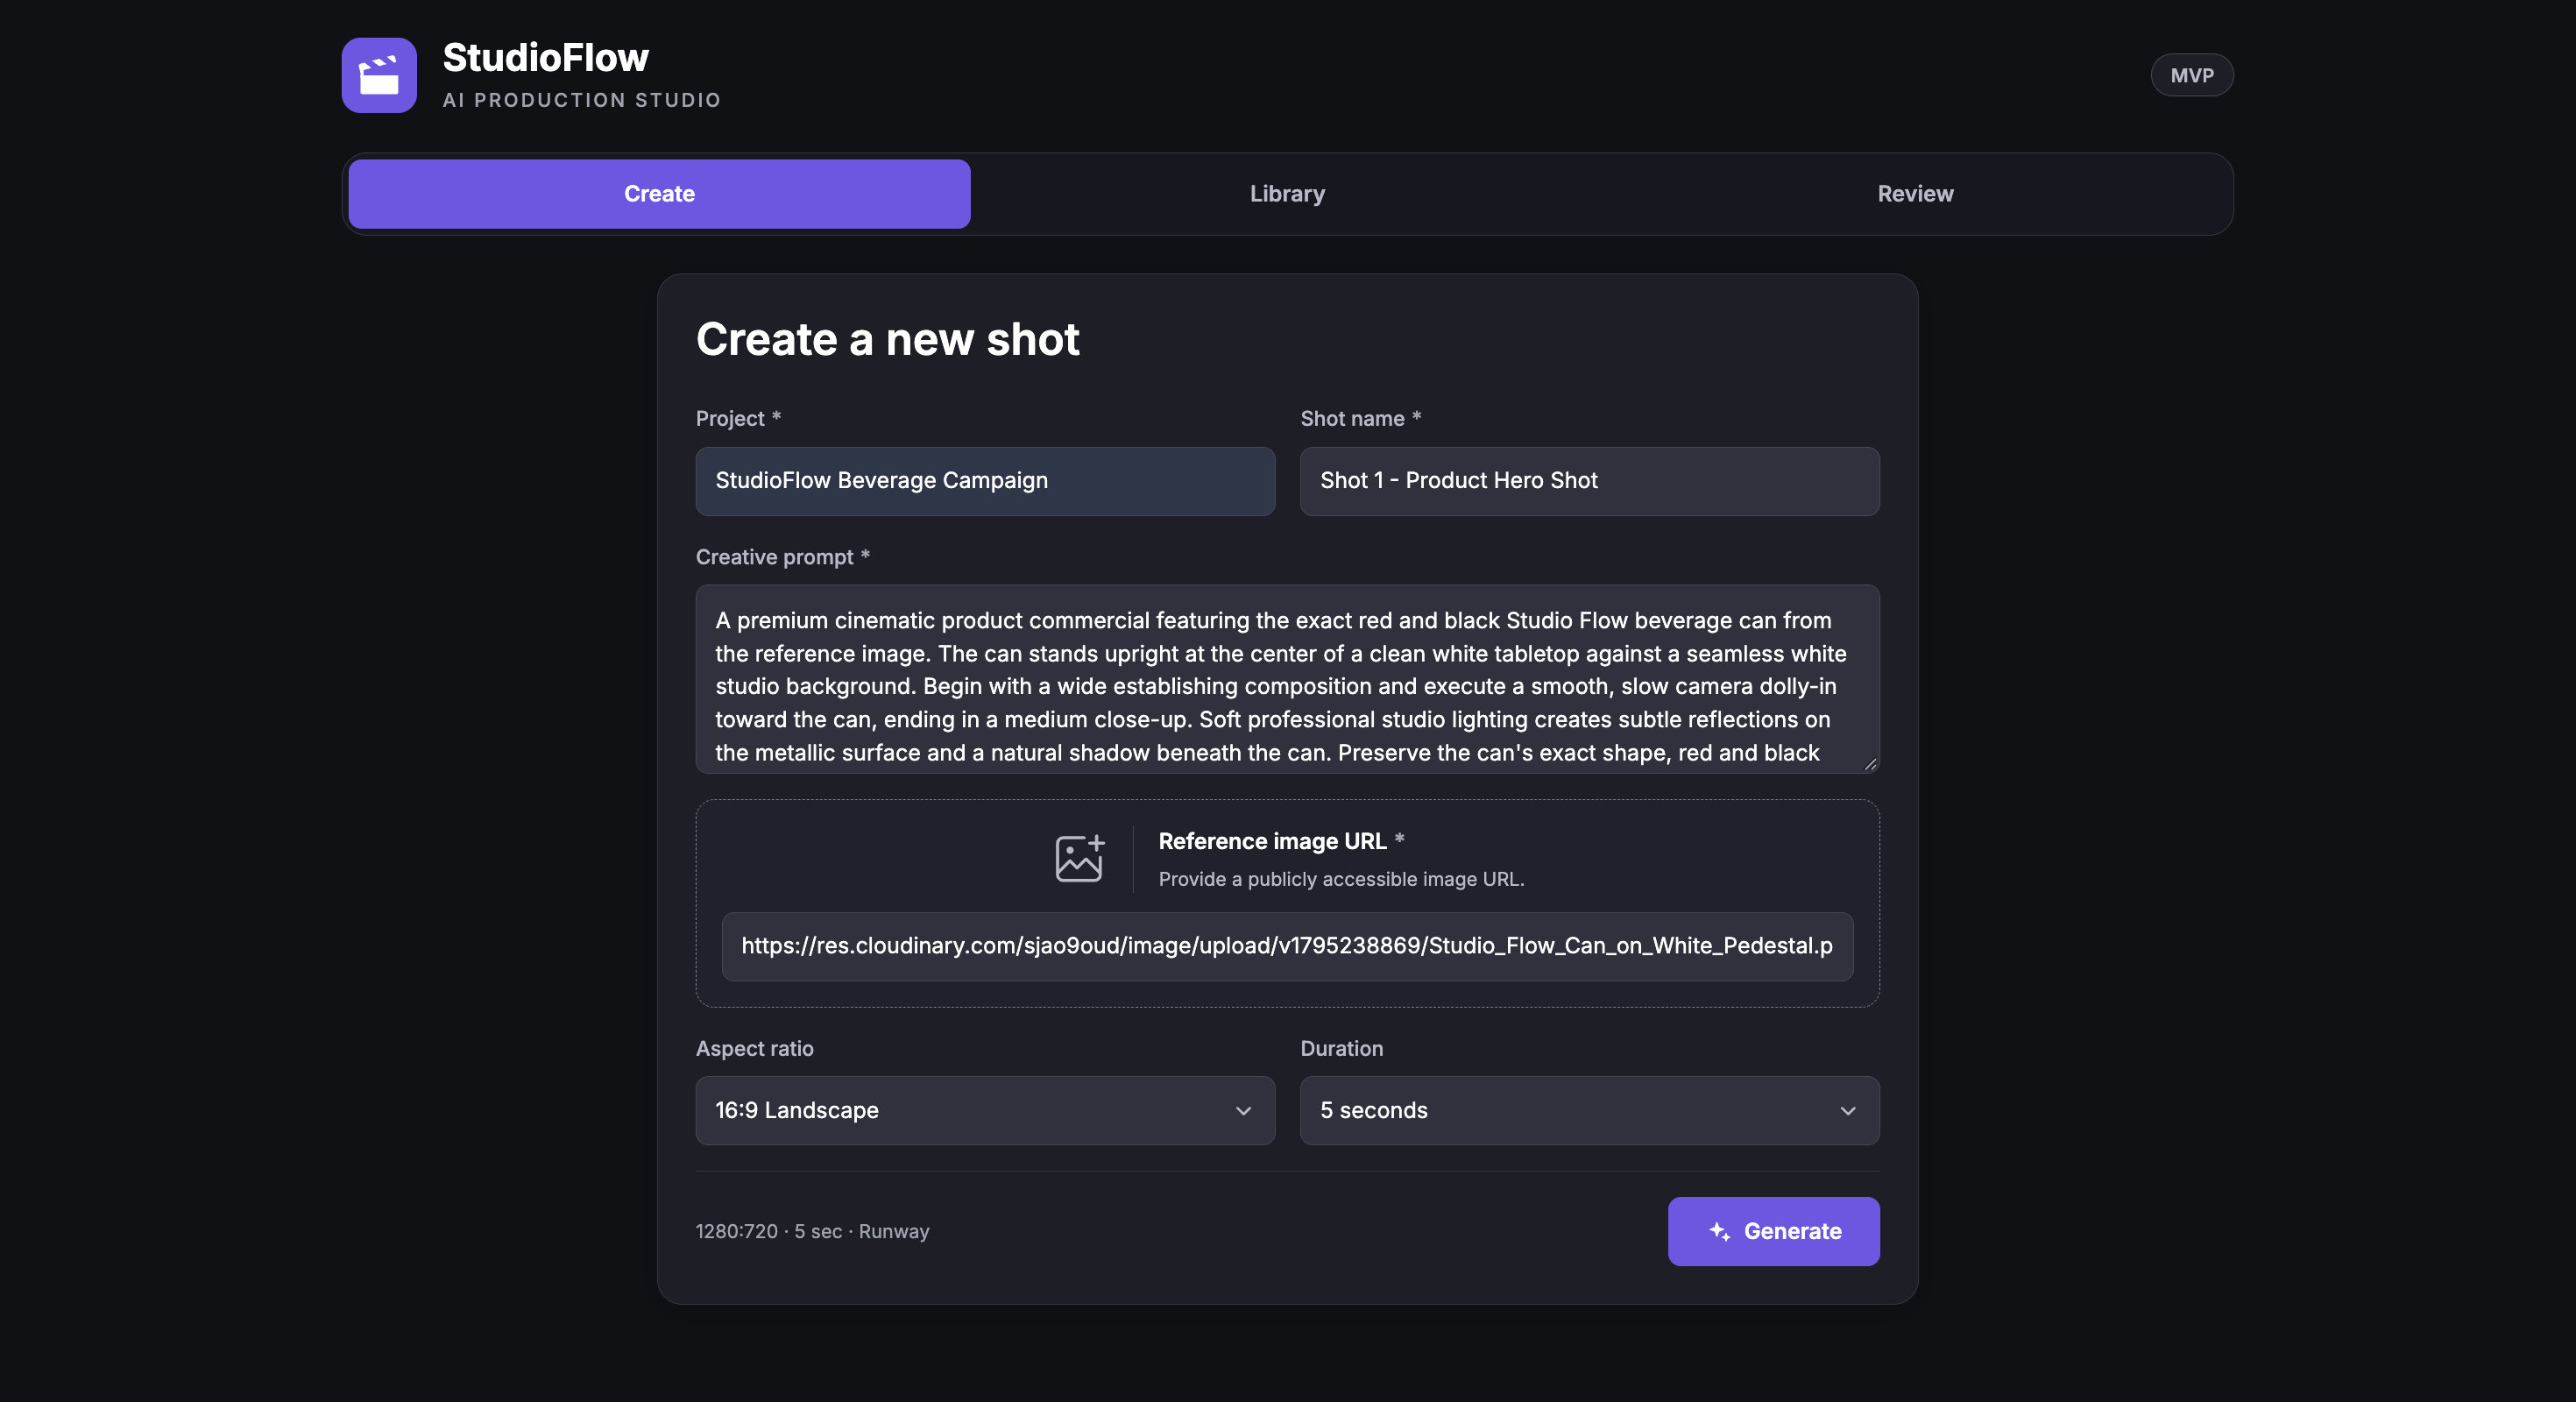 StudioFlow
AI PRODUCTION STUDIO
MVP
Create
Library
Review
Create a new shot
Project *
Shot name *
StudioFlow Beverage Campaign
Shot 1 - Product Hero Shot
Creative prompt *
A premium cinematic product commercial featuring the exact red and black Studio Flow beverage can from
the reference image. The can stands upright at the center of a clean white tabletop against a seamless white
studio background. Begin with a wide establishing composition and execute a smooth, slow camera dolly-in
toward the can, ending in a medium close-up. Soft professional studio lighting creates subtle reflections on
the metallic surface and a natural shadow beneath the can. Preserve the can's exact shape, red and black
Reference image URL *
Provide a publicly accessible image URL.
https://res.cloudinary.com/sjao9oud/image/upload/v1795238869/Studio_Flow_Can_on_White_Pedestal.p
Aspect ratio
Duration
16:9 Landscape
5 seconds
1280:720 · 5 sec · Runway
Generate